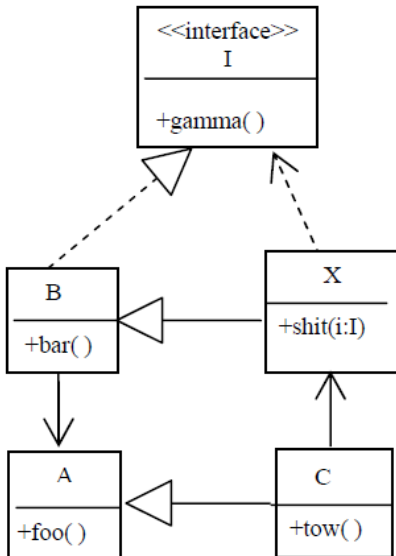 <<interface>>
I
+gamma( )
B
+bar( )
X
+shit(i:I)
A
+foo()
C
+tow()